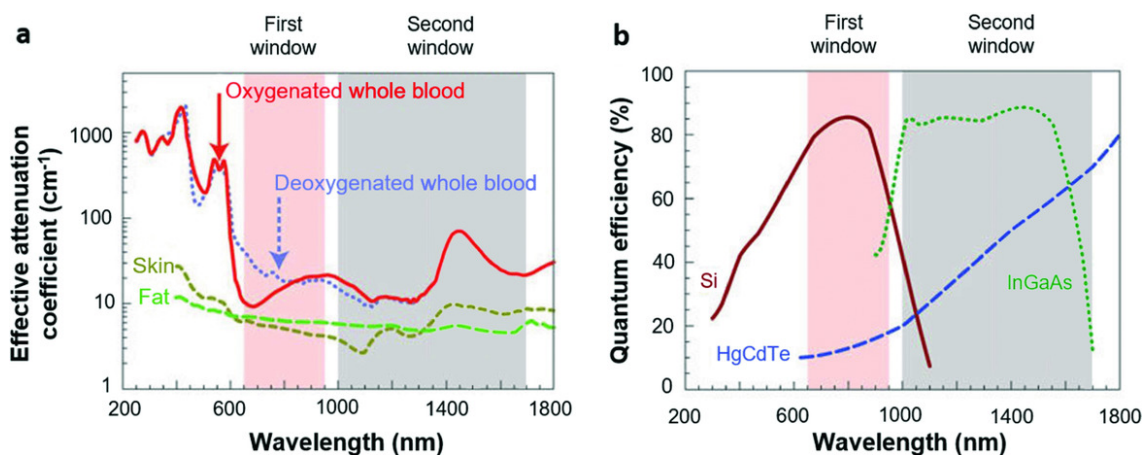 a
First
window
Second
window
Oxygenated whole blood
Deoxygenated whole blood
Skin
Fat
Effective attenuation
coefficient (cm⁻¹)
1000
100
10
1
200
600
1000
1400
1800
Wavelength (nm)
b
First
window
Second
window
Quantum efficiency (%)
100
80
60
40
20
0
Si
HgCdTe
InGaAs
200
600
1000
1400
1800
Wavelength (nm)